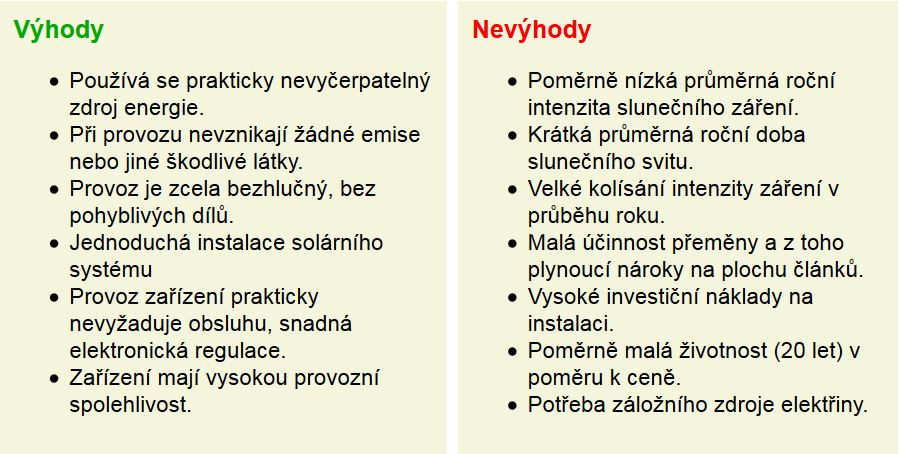 Výhody
Používá se prakticky nevyčerpatelný
zdroj energie.
Při provozu nevznikají žádné emise
nebo jiné škodlivé látky.
Provoz je zcela bezhlučný, bez
pohyblivých dílů.
Jednoduchá instalace solárního
systému
Provoz zařízení prakticky
nevyžaduje obsluhu, snadná
elektronická regulace.
Zařízení mají vysokou provozní
spolehlivost.
Nevýhody
Poměrně nízká průměrná roční
intenzita slunečního záření.
Krátká průměrná roční doba
slunečního svitu.
Velké kolísání intenzity záření v
průběhu roku.
Malá účinnost přeměny a z toho
plynoucí nároky na plochu článků.
Vysoké investiční náklady na
instalaci.
Poměrně malá životnost (20 let) v
poměru k ceně.
Potřeba záložního zdroje elektřiny.